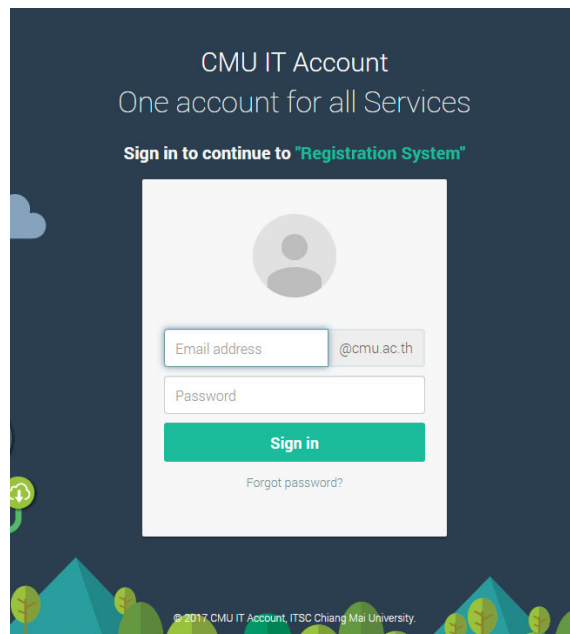 CMU IT Account
One account for all Services
Sign in to continue to "Registration System"
Email address @cmu.ac.th
Password
Sign in
Forgot password?
© 2017 CMU IT Account, ITSC Chiang Mai University.